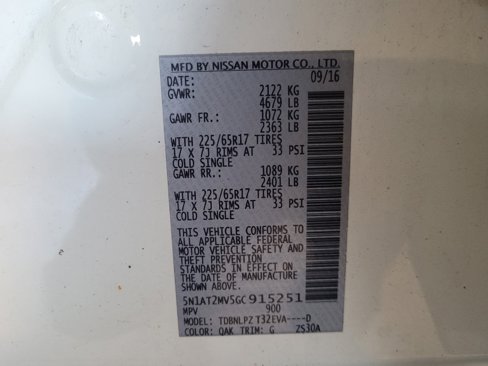 MFD BY NISSAN MOTOR CO., LTD.
DATE: 09/16
GVWR: 2122 KG
4679 LB
GAWR FR.: 1072 KG
2363 LB
WITH 225/65R17 TIRES
17 X 7J RIMS AT 33 PSI
COLD SINGLE
GAWR RR.: 1089 KG
2401 LB
WITH 225/65R17 TIRES
17 X 7J RIMS AT 33 PSI
COLD SINGLE
THIS VEHICLE CONFORMS TO
ALL APPLICABLE FEDERAL
MOTOR VEHICLE SAFETY AND
THEFT PREVENTION
STANDARDS IN EFFECT ON
THE DATE OF MANUFACTURE
5N1AT2MV5GC915251
MPV 900
MODEL: TDBNLPZ T32EVA----D
COLOR: QAK TRIM: G ZS30A